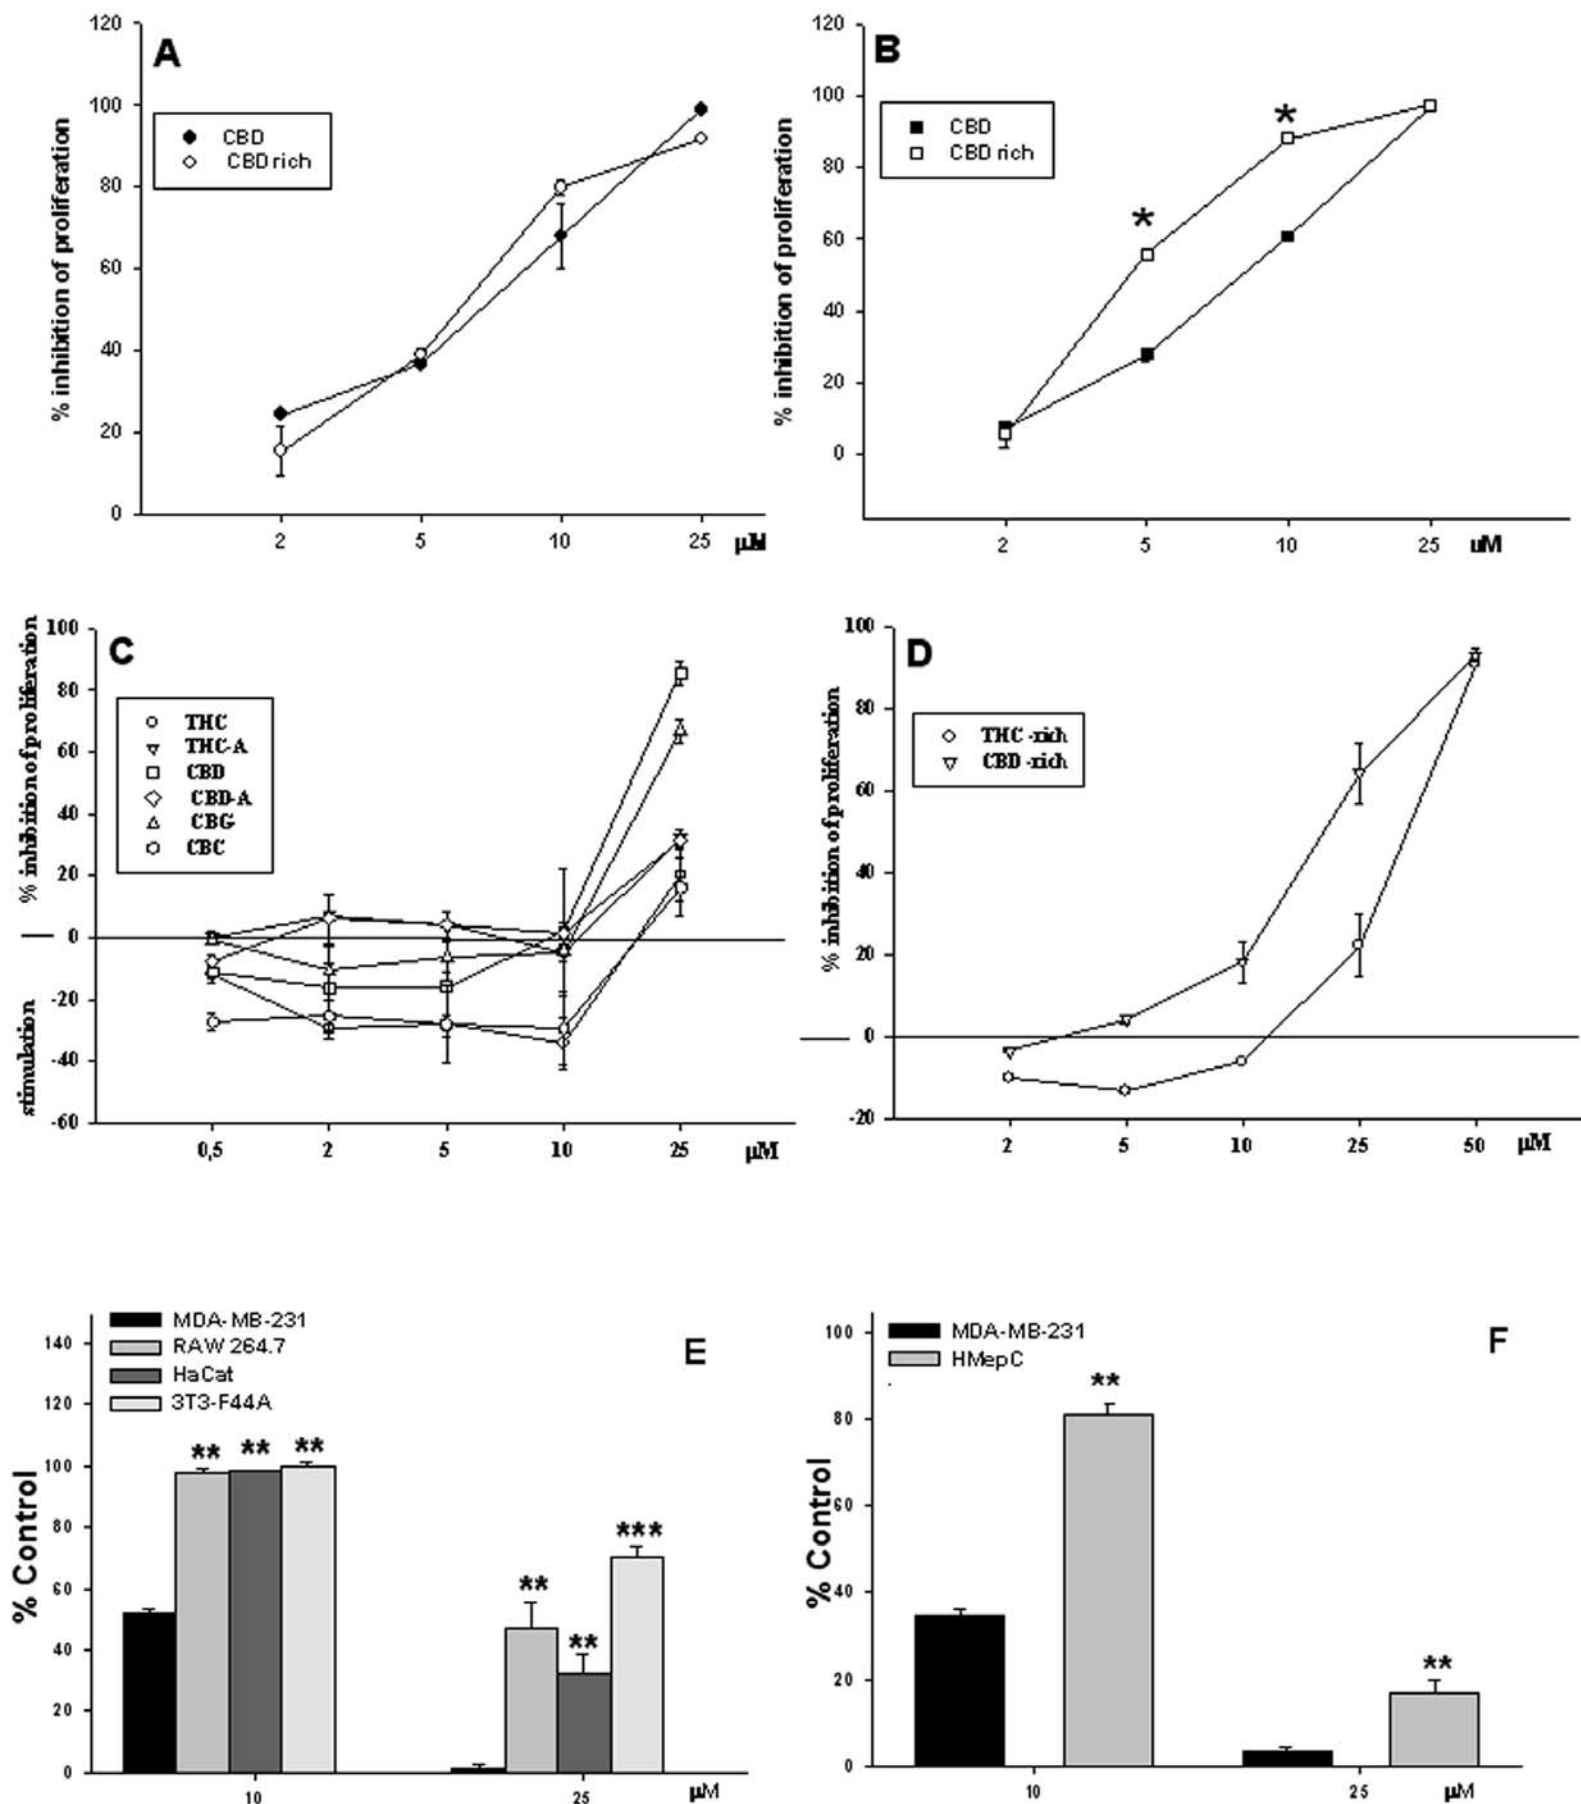 A
120
100
80
60
40
20
0
% inhibition of proliferation
CBD
CBD rich
2 5 10 25 µM
B
120
100
80
60
40
20
0
% inhibition of proliferation
CBD
CBD rich
*
*
2 5 10 25 uM
C
100
80
60
40
20
0
-20
-40
-60
% inhibition of proliferation
stimulation
THC
THC-A
CBD
CBD-A
CBG
CBC
0,5 2 5 10 25 µM
D
100
80
60
40
20
0
-20
% inhibition of proliferation
THC -rich
CBD -rich
2 5 10 25 50 µM
E
MDA-MB-231
RAW 264.7
HaCat
3T3-F44A
140
120
100
80
60
40
20
0
% Control
** ** **
** ** ***
10 25 µM
F
MDA-MB-231
HMepC
100
80
60
40
20
0
% Control
**
**
10 25 µM